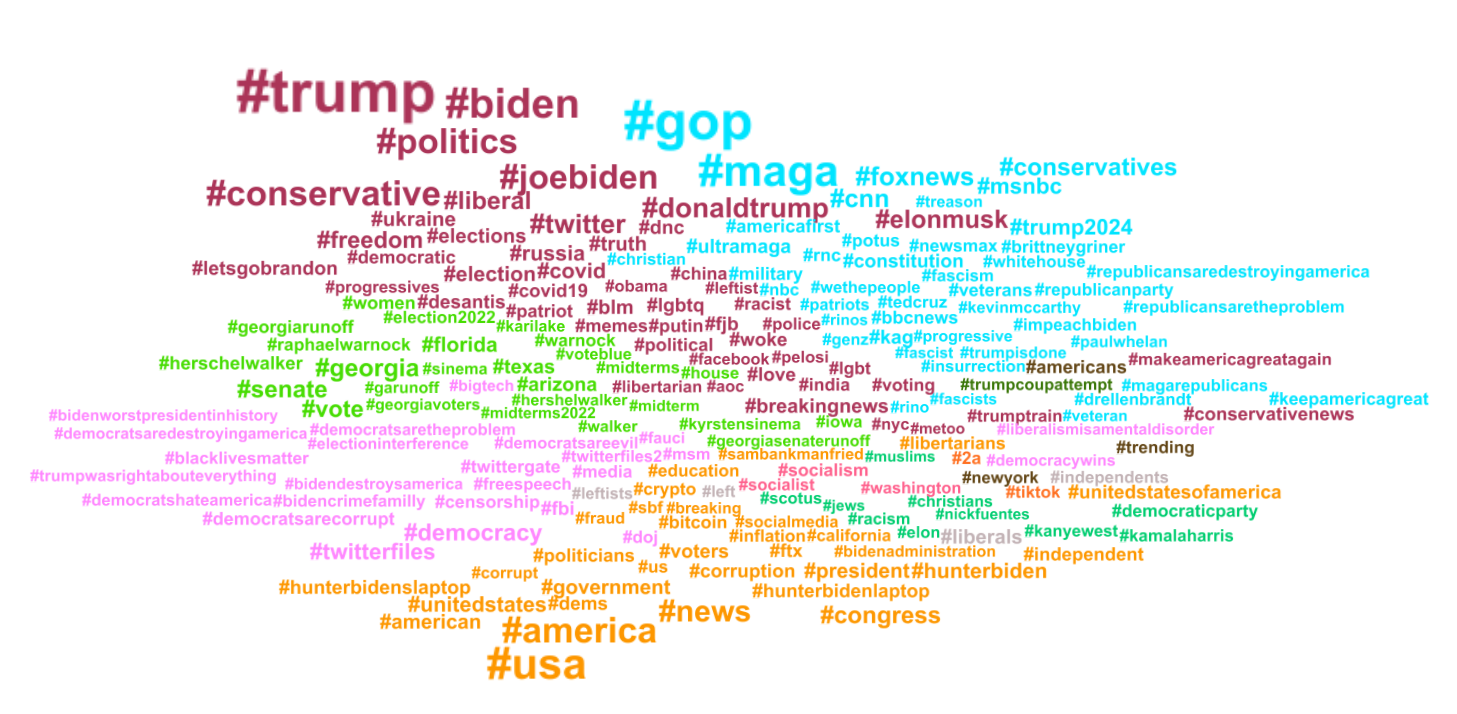 #trump #biden
#gop
#politics
#maga #foxnews #conservatives
#joebiden #msnbc
#conservative #liberal #cnn #treason
#donaldtrump #elonmusk
#ukraine #twitter #dnc #americafirst #trump2024
#freedom #elections #truth #ultramaga #potus #newsmax #brittneygriner
#democratic #russia #christian #rnc #constitution #whitehouse
#letsgobrandon #election #covid #china #military #fascism #republicansaredestroyingamerica
#progressives #covid19 #obama #leftist #nbc #wethepeople #veterans #republicanparty
#women #desantis #patriot #blm #lgbtq #racist #patriots #tedcruz #kevinmccarthy #republicansaretheproblem
#georgiarunoff #election2022 #karilake #memes #putin #fjb #police #rinos #bbcnews #impeachbiden
#raphaelwarnock #florida #warnock #political #woke #genz #kag #progressive #paulwhelan
#herschelwalker #georgia #sinema #texas #voteblue #midterms #house #facebook #pelosi #love #lgbt #fascist #trumpisdone #insurrection #americans #makeamericagreatagain
#senate #garunoff #bigtech #arizona #libertarian #aoc #india #voting #trumpcoupattempt #magarepublicans
#vote #georgiavoters #midterms2022 #hershelwalker #midterm #breakingnews #rino #fascists #drellenbrandt #keepamericagreat
#bidenworstpresidentinhistory #walker #kyrstensinema #iowa #nyc #metoo #trumptrain #veteran #conservativenews
#democratsaredestroyingamerica #democratsaretheproblem #electioninterference #democratsareevil #fauci #georgiasenaterunoff #libertarians #liberalismisamentaldisorder
#blacklivesmatter #twitterfiles2 #msm #sambankmanfried #muslims #2a #democracywins #trending
#trumpwasrightabouteverything #bidendestroysamerica #twittergate #freespeech #media #education #socialism #newyork #independents
#democratshateamerica #bidencrimefamilly #censorship #fbi #leftists #crypto #left #socialist #scotus #washington #christians #tiktok #unitedstatesofamerica
#democratsarecorrupt #fraud #sbf #breaking #bitcoin #socialmedia #jews #racism #nickfuentes #democraticparty
#democracy #doj #inflation #california #elon #liberals #kanyewest #kamalaharris
#twitterfiles #politicians #voters #ftx #bidenadministration #independent
#corrupt #us #corruption #president #hunterbiden
#hunterbidenslaptop #government #hunterbidenlaptop
#unitedstates #dems #news #congress
#american #america
#usa